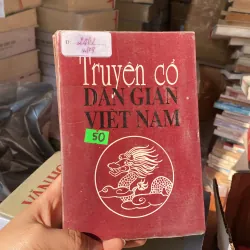 Truyện cổ
DÂN GIAN
VIỆT NAM
50